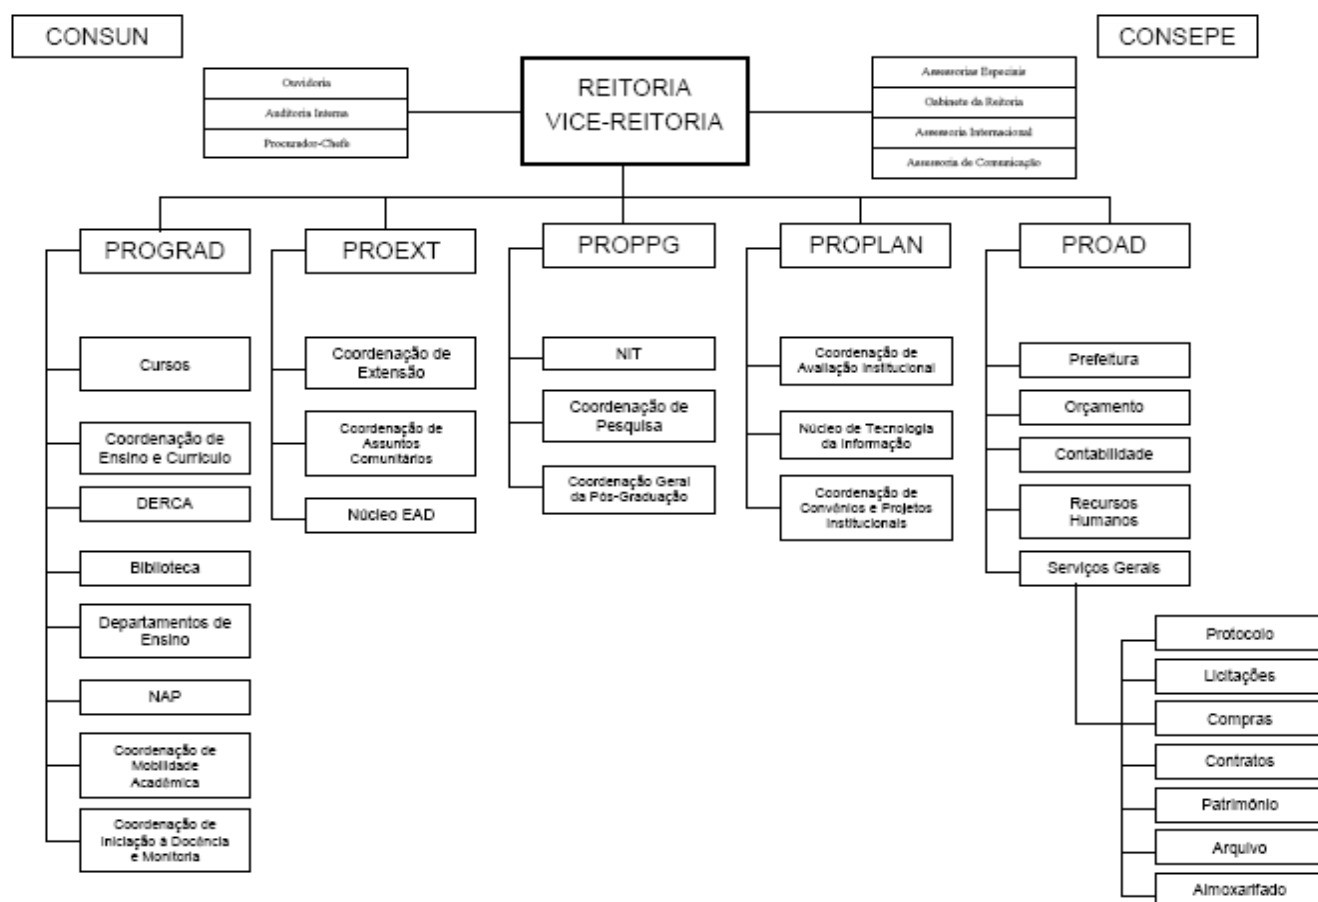 CONSUN
CONSEPE
Ouvidoria
Auditoria Interna
Procurador-Chefe
REITORIA
VICE-REITORIA
Assessorias Especiais
Gabinete da Reitoria
Assessoria Internacional
Assessoria de Comunicação
PROGRAD
PROEXT
PROPPG
PROPLAN
PROAD
Cursos
Coordenação de
Ensino e Currículo
DERCA
Biblioteca
Departamentos de
Ensino
NAP
Coordenação de
Mobilidade
Acadêmica
Coordenação de
Iniciação à Docência
e Monitoria
Coordenação de
Extensão
Coordenação de
Assuntos
Comunitários
Núcleo EAD
NIT
Coordenação de
Pesquisa
Coordenação Geral
da Pós-Graduação
Coordenação de
Avaliação Institucional
Núcleo de Tecnologia
da Informação
Coordenação de
Convênios e Projetos
Institucionais
Prefeitura
Orçamento
Contabilidade
Recursos
Humanos
Serviços Gerais
Protocolo
Licitações
Compras
Contratos
Patrimônio
Arquivo
Almoxarifado